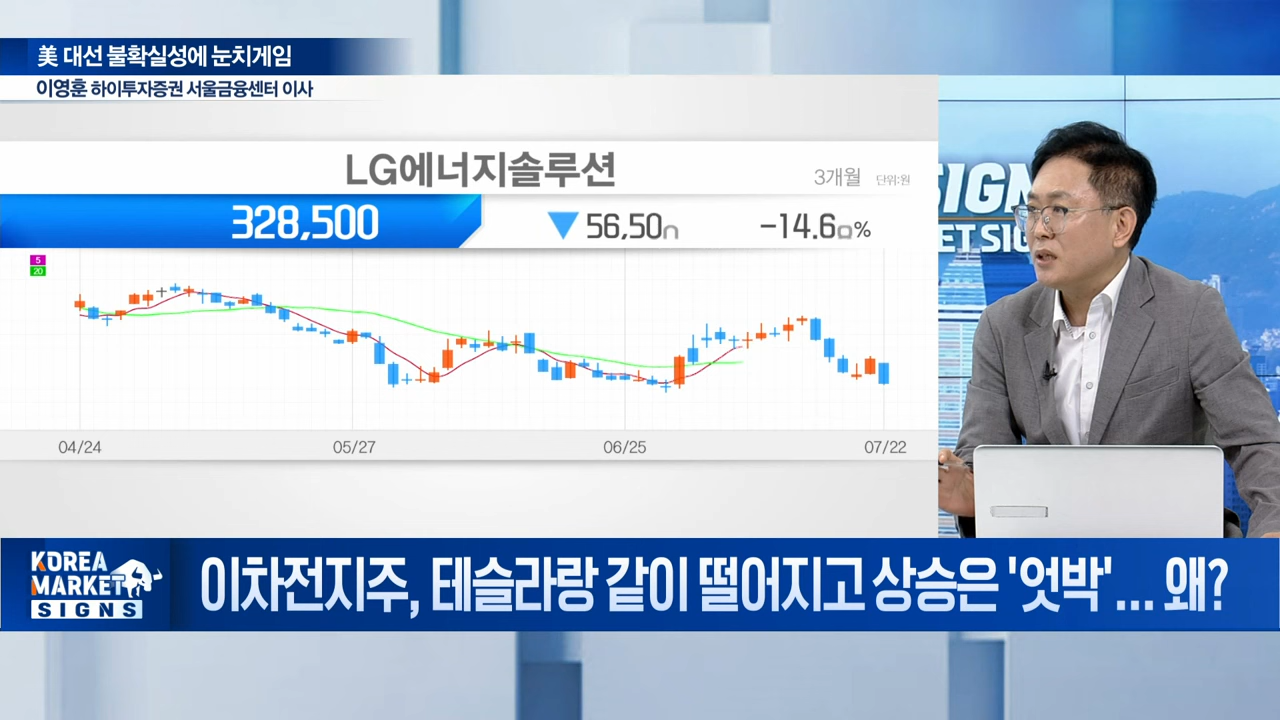 美 대선 불확실성에 눈치게임
이영훈 하이투자증권 서울금융센터 이사
LG에너지솔루션
3개월 단위:원
328,500 ▼ 56,50 -14.6 %
5
20
04/24 05/27 06/25 07/22
KOREA
MARKET
SIGNS
이차전지주, 테슬라랑 같이 떨어지고 상승은 '엇박'... 왜?